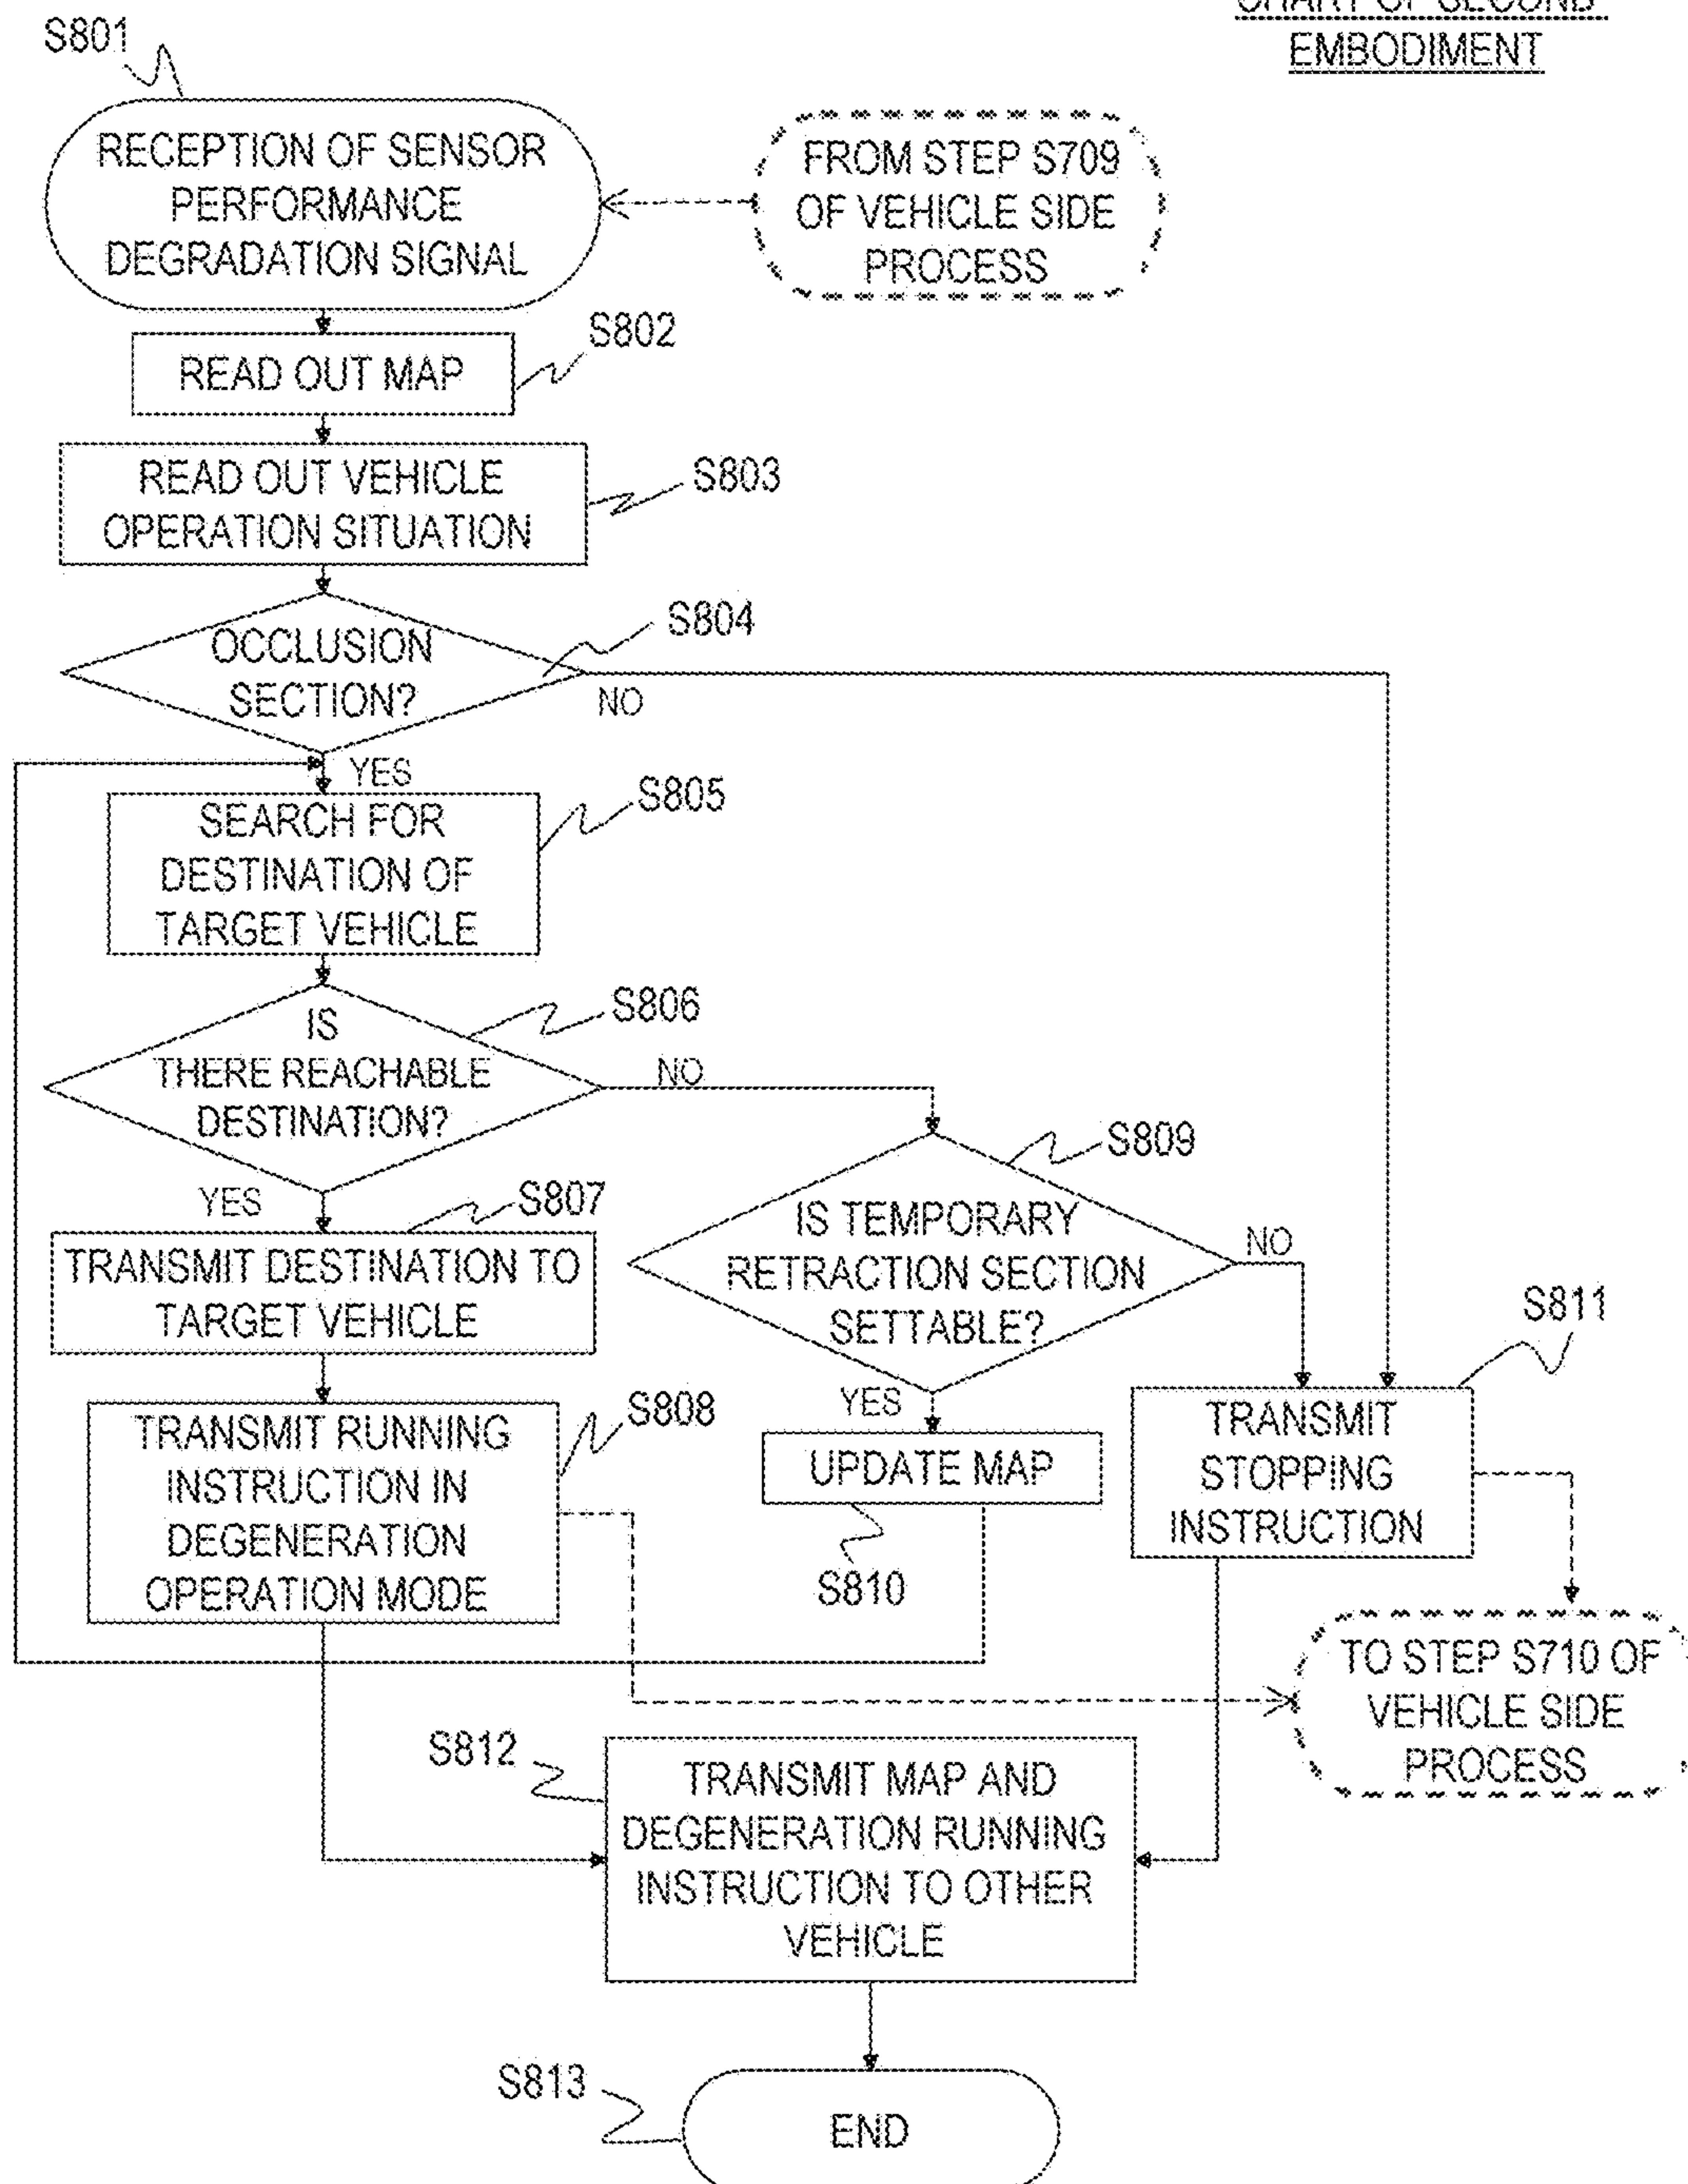 CHART OF SECOND
EMBODIMENT
S801
RECEPTION OF SENSOR
PERFORMANCE
DEGRADATION SIGNAL
FROM STEP S709
OF VEHICLE SIDE
PROCESS
S802
READ OUT MAP
S803
READ OUT VEHICLE
OPERATION SITUATION
S804
OCCLUSION
SECTION?
NO
YES
S805
SEARCH FOR
DESTINATION OF
TARGET VEHICLE
S806
IS
THERE REACHABLE
DESTINATION?
NO
YES
S807
TRANSMIT DESTINATION TO
TARGET VEHICLE
S809
IS TEMPORARY
RETRACTION SECTION
SETTABLE?
NO
YES
S808
TRANSMIT RUNNING
INSTRUCTION IN
DEGENERATION
OPERATION MODE
UPDATE MAP
S810
S811
TRANSMIT
STOPPING
INSTRUCTION
TO STEP S710 OF
VEHICLE SIDE
PROCESS
S812
TRANSMIT MAP AND
DEGENERATION RUNNING
INSTRUCTION TO OTHER
VEHICLE
S813
END